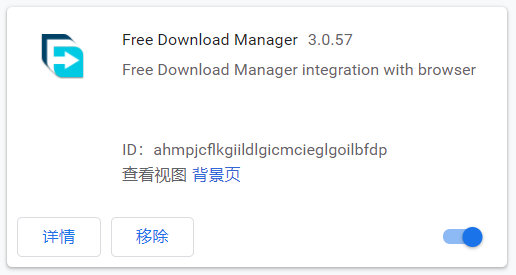 Free Download Manager 3.0.57
Free Download Manager integration with browser
ID：ahmpjcflkgiildlgicmcieglgoilbfdp
查看视图 背景页
详情 移除